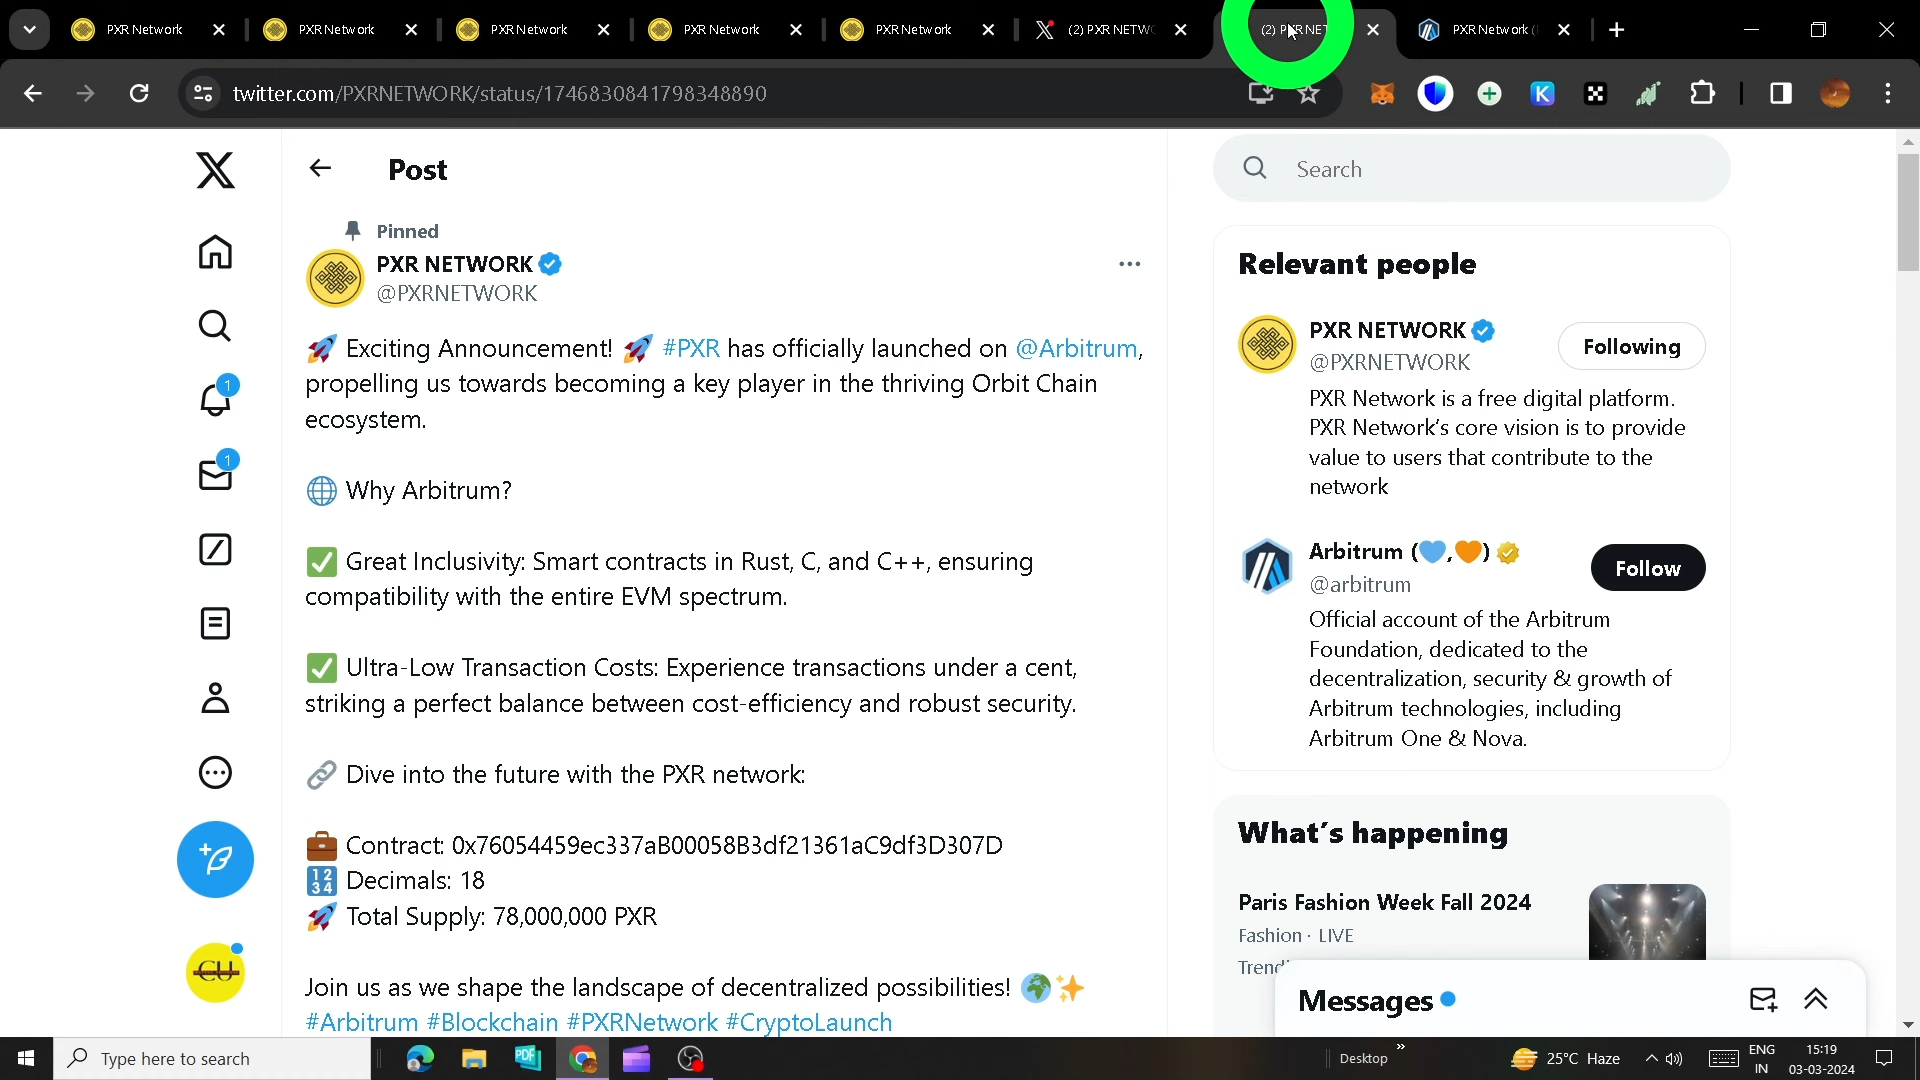 PXR Network
PXR Network
PXR Network
PXR Network
PXR Network
(2) PXR NETWO
(2) PXR NET
PXR Network (
twitter.com/PXRNETWORK/status/1746830841798348890
Post
Pinned
PXR NETWORK
@PXRNETWORK
🚀 Exciting Announcement! 🚀 #PXR has officially launched on @Arbitrum,
propelling us towards becoming a key player in the thriving Orbit Chain
ecosystem.
🌐 Why Arbitrum?
✅ Great Inclusivity: Smart contracts in Rust, C, and C++, ensuring
compatibility with the entire EVM spectrum.
✅ Ultra-Low Transaction Costs: Experience transactions under a cent,
striking a perfect balance between cost-efficiency and robust security.
🔗 Dive into the future with the PXR network:
💼 Contract: 0x76054459ec337aB00058B3df21361aC9df3D307D
🔢 Decimals: 18
🚀 Total Supply: 78,000,000 PXR
Join us as we shape the landscape of decentralized possibilities! 🌍✨
#Arbitrum #Blockchain #PXRNetwork #CryptoLaunch
1
1
CU
Search
Relevant people
PXR NETWORK
@PXRNETWORK
Following
PXR Network is a free digital platform.
PXR Network’s core vision is to provide
value to users that contribute to the
network
Arbitrum (💙,🧡)
@arbitrum
Follow
Official account of the Arbitrum
Foundation, dedicated to the
decentralization, security & growth of
Arbitrum technologies, including
Arbitrum One & Nova.
What’s happening
Paris Fashion Week Fall 2024
Fashion · LIVE
Trendi
Messages
Type here to search
PDF
Desktop
25°C Haze
ENG
IN
15:19
03-03-2024